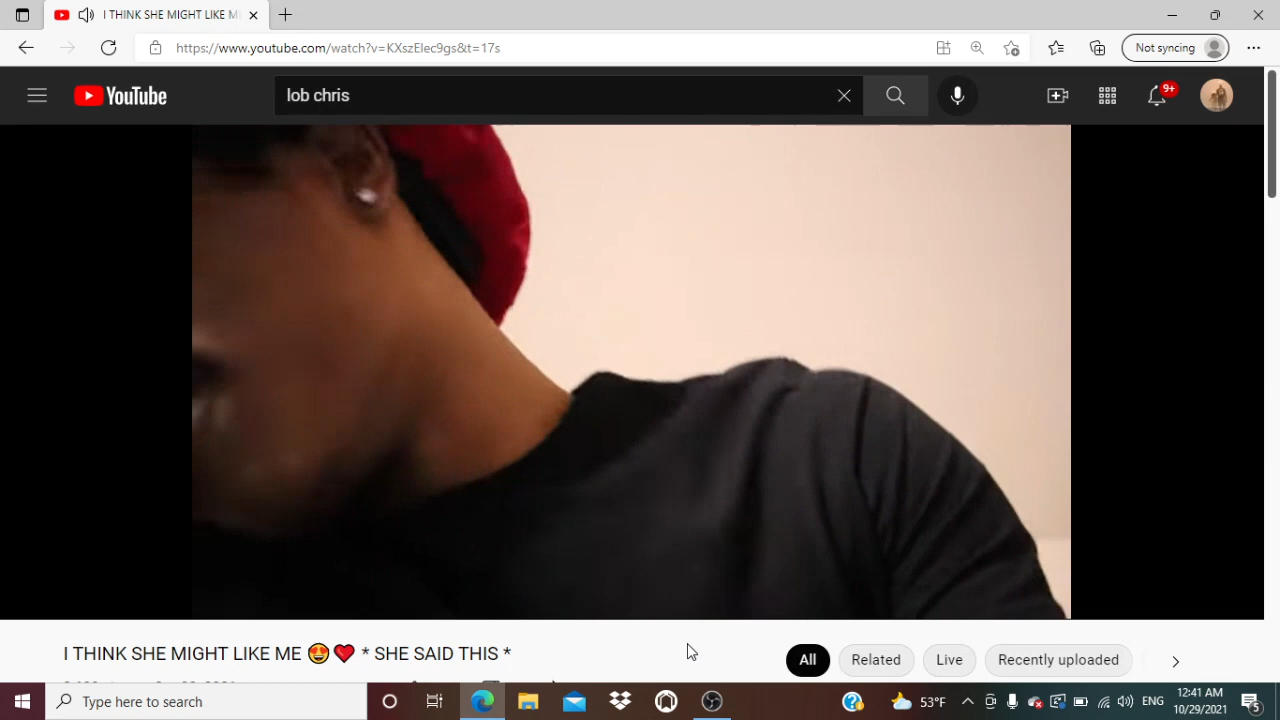 I THINK SHE MIGHT LIKE M
https://www.youtube.com/watch?v=KXszElec9gs&t=17s
Not syncing
YouTube
lob chris
9+
I THINK SHE MIGHT LIKE ME 😍❤️ * SHE SAID THIS *
All
Related
Live
Recently uploaded
Type here to search
53°F
ENG
12:41 AM
10/29/2021
5